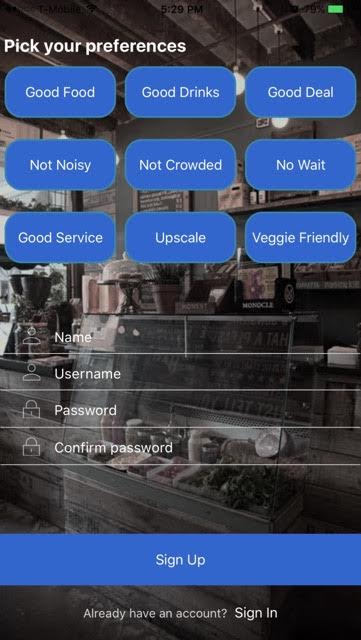 T-Mobile 5:29 PM 79%
Pick your preferences
Good Food Good Drinks Good Deal
Not Noisy Not Crowded No Wait
Good Service Upscale Veggie Friendly
MONOCLE
Name
Username
Password
Confirm password
Sign Up
Already have an account? Sign In